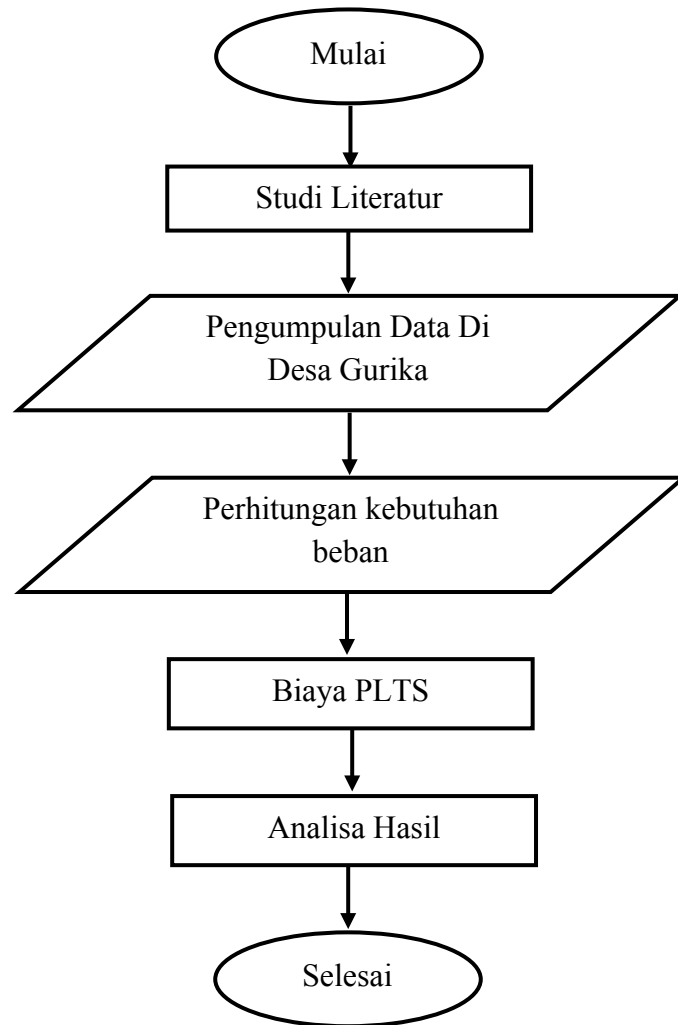 Mulai
Studi Literatur
Pengumpulan Data Di
Desa Gurika
Perhitungan kebutuhan
beban
Biaya PLTS
Analisa Hasil
Selesai